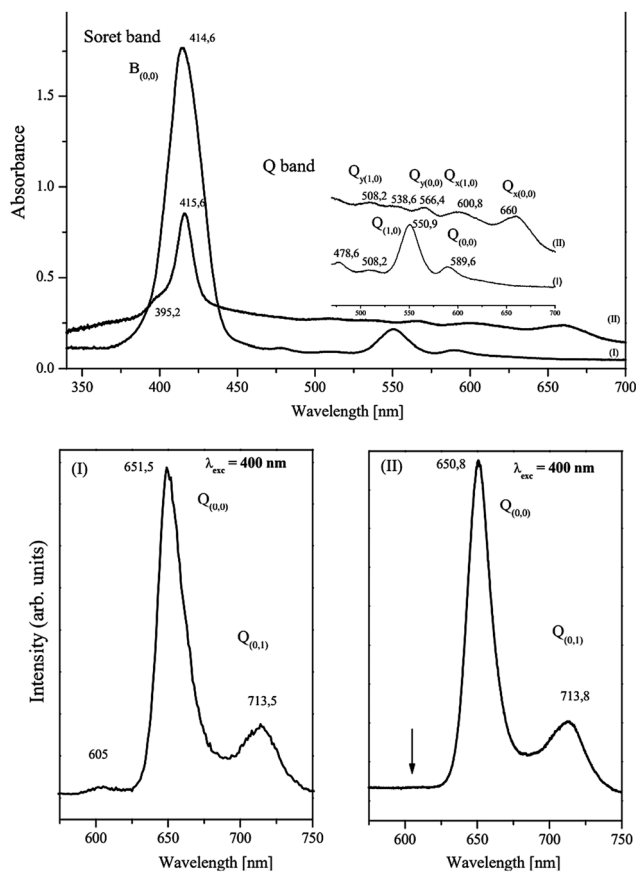 Soret band
B(0,0)
414,6
415,6
395,2
Q band
Qy(1,0)
Qy(0,0)
Qx(1,0)
Qx(0,0)
508,2
538,6
566,4
600,8
660
(II)
Q(1,0)
550,9
Q(0,0)
478,6
508,2
589,6
(I)
500
550
600
650
700
(II)
(I)
Absorbance
1.5
1.0
0.5
0.0
350
400
450
500
550
600
650
700
Wavelength [nm]
(I)
651,5
λexc = 400 nm
Q(0,0)
Q(0,1)
713,5
605
Intensity (arb. units)
600
650
700
750
Wavelength [nm]
(II)
650,8
λexc = 400 nm
Q(0,0)
Q(0,1)
713,8
600
650
700
750
Wavelength [nm]